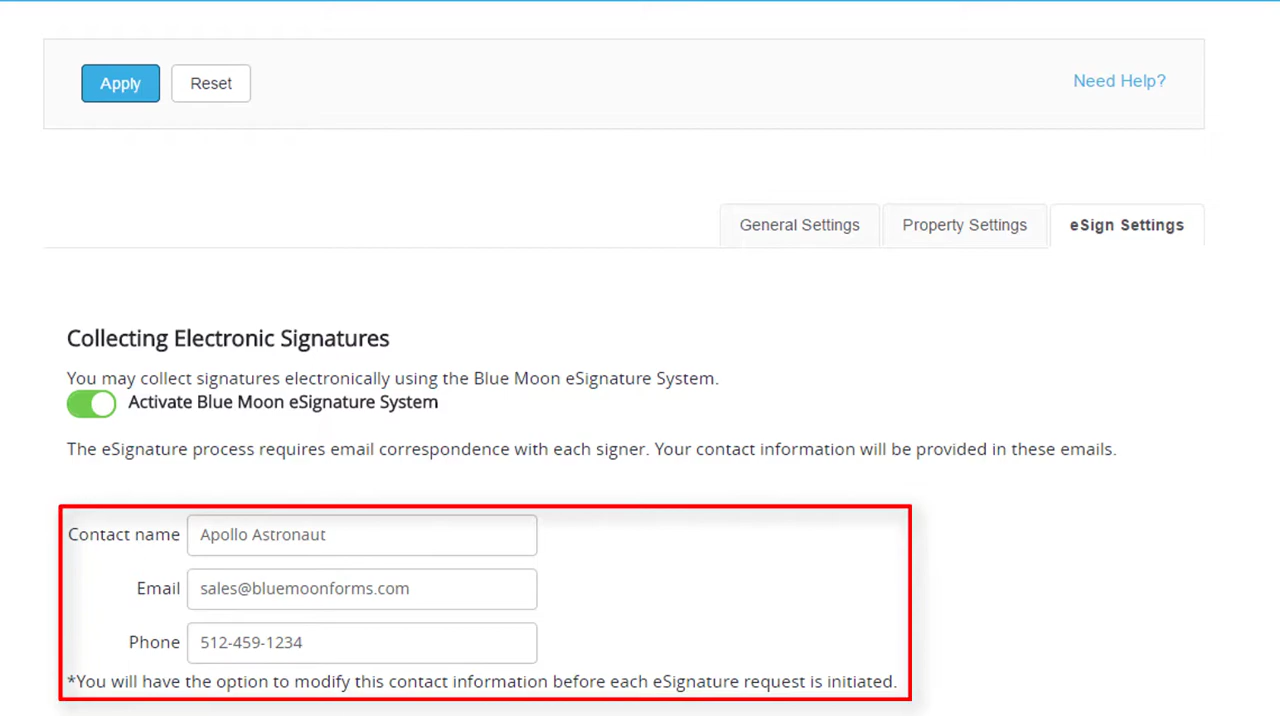 Apply Reset Need Help?
General Settings Property Settings eSign Settings
Collecting Electronic Signatures
You may collect signatures electronically using the Blue Moon eSignature System.
Activate Blue Moon eSignature System
The eSignature process requires email correspondence with each signer. Your contact information will be provided in these emails.
Contact name Apollo Astronaut
Email sales@bluemoonforms.com
Phone 512-459-1234
*You will have the option to modify this contact information before each eSignature request is initiated.